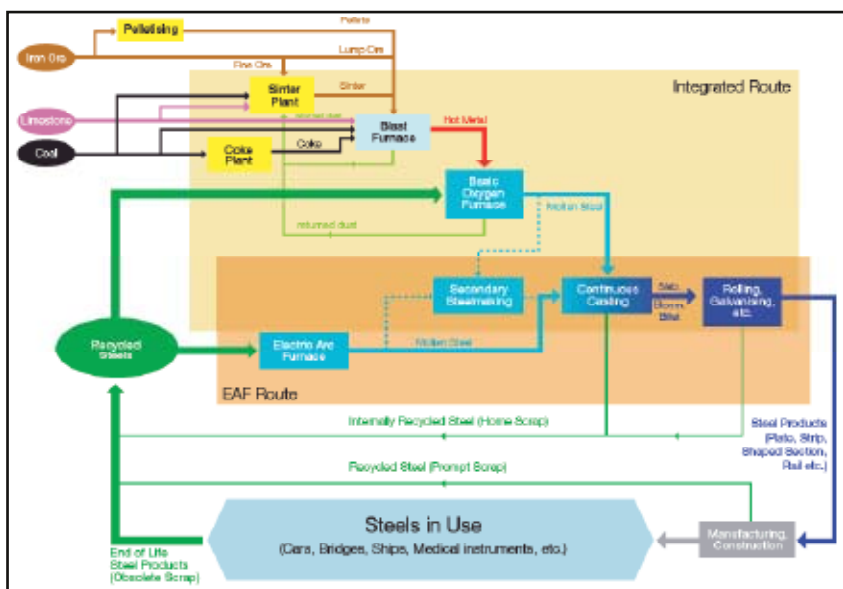 Pelletising
Pellets
Iron Ore
Lump Ore
Fine Ore
Sinter
Plant
Sinter
Integrated Route
Limestone
returned dust
Blast
Furnace
Hot Metal
Coal
Coke
Plant
Coke
Basic
Oxygen
Furnace
Molten Steel
returned dust
Secondary
Steelmaking
Continuous
Casting
Slab,
Bloom,
Billet
Rolling,
Galvanising,
etc.
Recycled
Steels
Electric Arc
Furnace
Molten Steel
EAF Route
Internally Recycled Steel (Home Scrap)
Steel Products
(Plate, Strip,
Shaped Section,
Rail etc.)
Recycled Steel (Prompt Scrap)
Steels in Use
(Cars, Bridges, Ships, Medical instruments, etc.)
Manufacturing,
Construction
End of Life
Steel Products
(Obsolete Scrap)